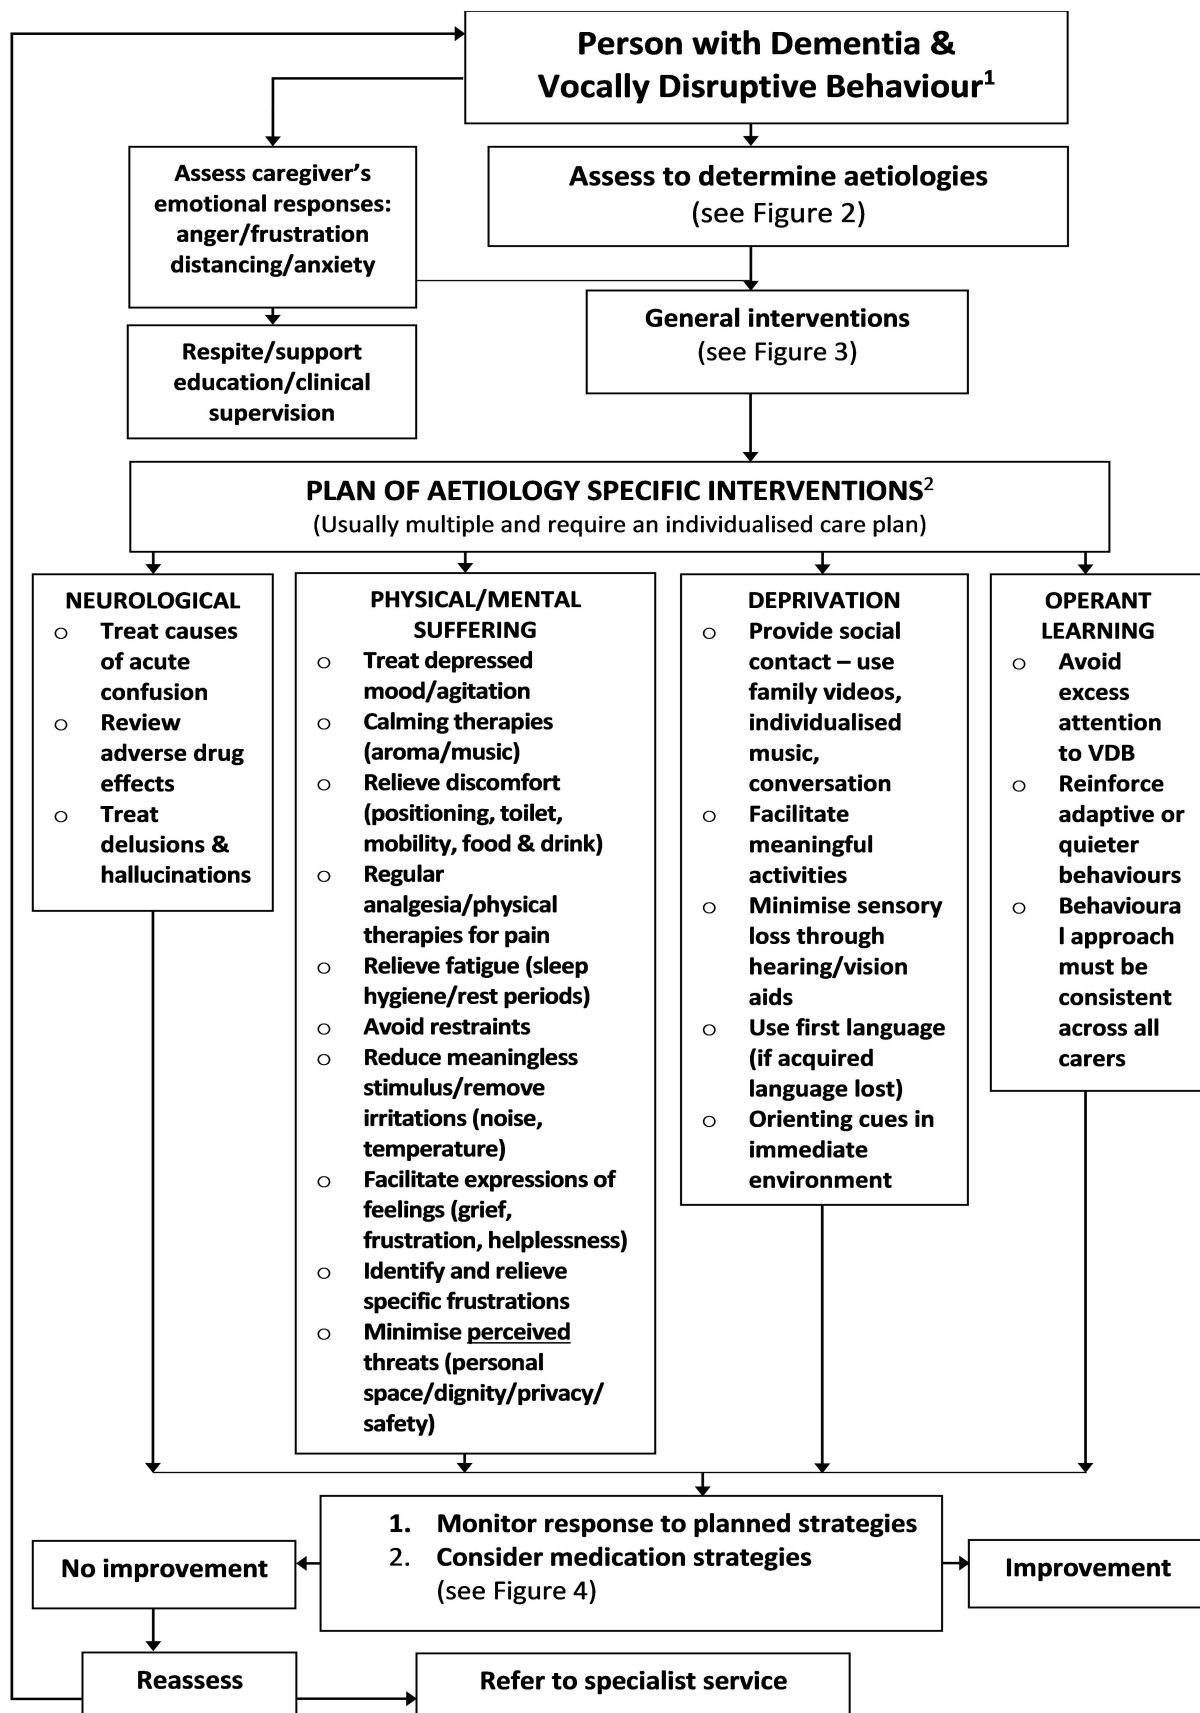 Person with Dementia &
Vocally Disruptive Behaviour1
Assess caregiver’s
emotional responses:
anger/frustration
distancing/anxiety
Assess to determine aetiologies
(see Figure 2)
Respite/support
education/clinical
supervision
General interventions
(see Figure 3)
PLAN OF AETIOLOGY SPECIFIC INTERVENTIONS2
(Usually multiple and require an individualised care plan)
NEUROLOGICAL
o Treat causes
of acute
confusion
o Review
adverse drug
effects
o Treat
delusions &
hallucinations
PHYSICAL/MENTAL
SUFFERING
o Treat depressed
mood/agitation
o Calming therapies
(aroma/music)
o Relieve discomfort
(positioning, toilet,
mobility, food & drink)
o Regular
analgesia/physical
therapies for pain
o Relieve fatigue (sleep
hygiene/rest periods)
o Avoid restraints
o Reduce meaningless
stimulus/remove
irritations (noise,
temperature)
o Facilitate expressions of
feelings (grief,
frustration, helplessness)
o Identify and relieve
specific frustrations
o Minimise perceived
threats (personal
space/dignity/privacy/
safety)
DEPRIVATION
o Provide social
contact – use
family videos,
individualised
music,
conversation
o Facilitate
meaningful
activities
o Minimise sensory
loss through
hearing/vision
aids
o Use first language
(if acquired
language lost)
o Orienting cues in
immediate
environment
OPERANT
LEARNING
o Avoid
excess
attention
to VDB
o Reinforce
adaptive or
quieter
behaviours
o Behavioura
l approach
must be
consistent
across all
carers
1. Monitor response to planned strategies
2. Consider medication strategies
(see Figure 4)
No improvement
Improvement
Reassess
Refer to specialist service